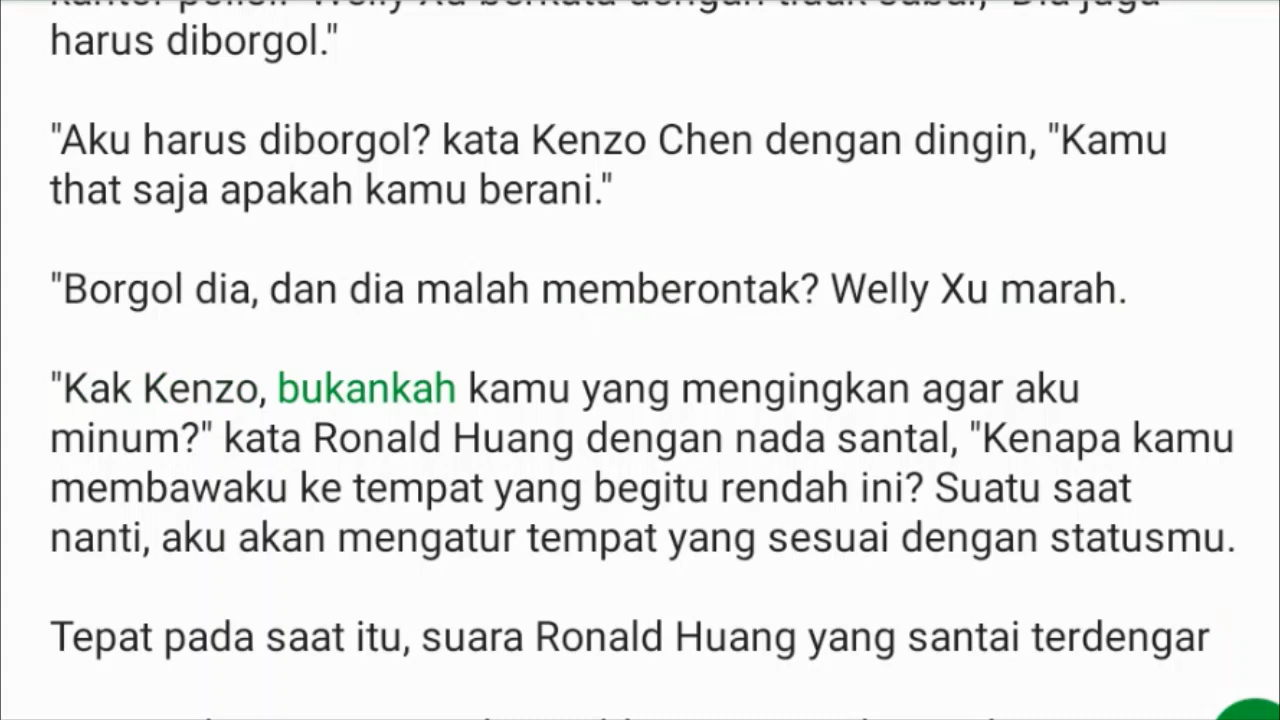 harus diborgol."
"Aku harus diborgol? kata Kenzo Chen dengan dingin, "Kamu
that saja apakah kamu berani."
"Borgol dia, dan dia malah memberontak? Welly Xu marah.
"Kak Kenzo, bukankah kamu yang mengingkan agar aku
minum?" kata Ronald Huang dengan nada santal, "Kenapa kamu
membawaku ke tempat yang begitu rendah ini? Suatu saat
nanti, aku akan mengatur tempat yang sesuai dengan statusmu.
Tepat pada saat itu, suara Ronald Huang yang santai terdengar